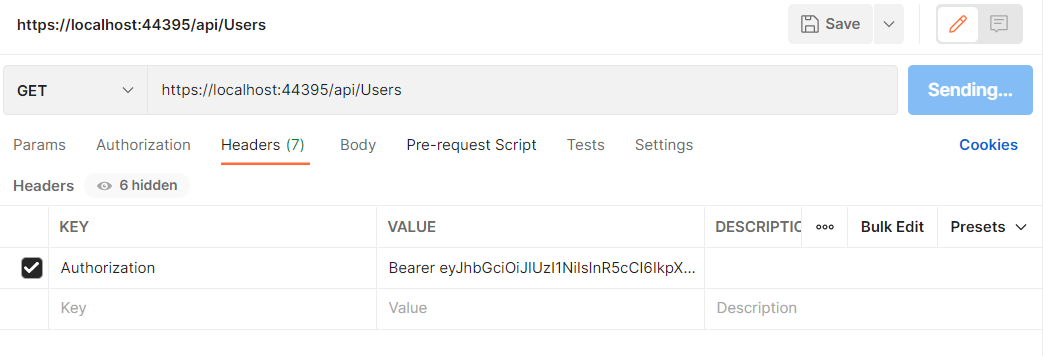 https://localhost:44395/api/Users
Save
GET
https://localhost:44395/api/Users
Sending...
Params Authorization Headers (7) Body Pre-request Script Tests Settings Cookies
Headers 6 hidden
KEY VALUE DESCRIPTIC Bulk Edit Presets
Authorization Bearer eyJhbGciOiJIUzI1NiIsInR5cCI6IkpX...
Key Value Description